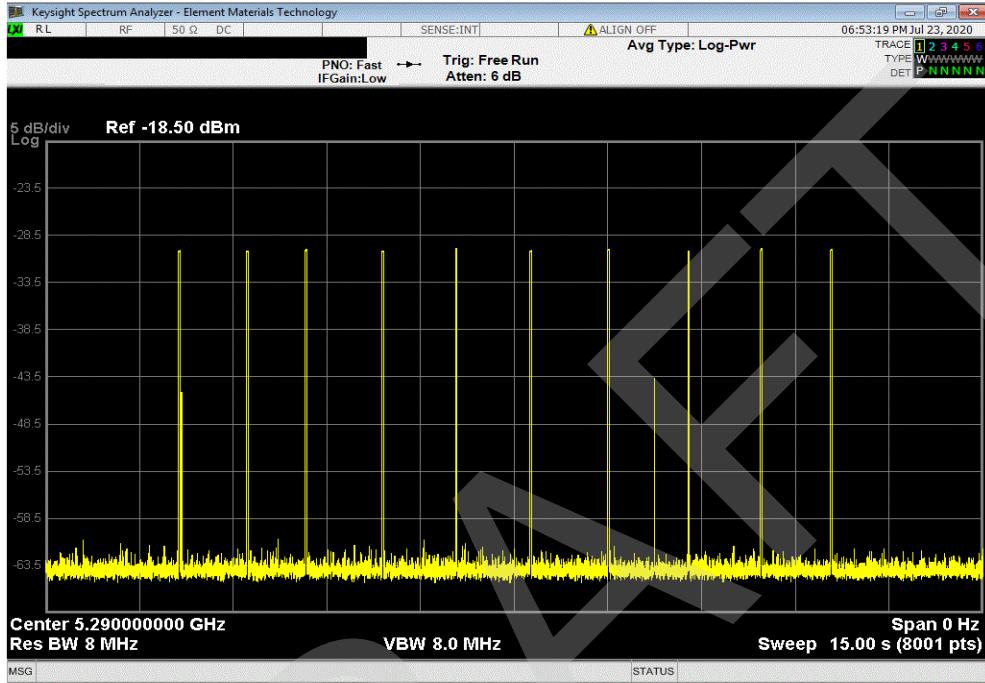 Keysight Spectrum Analyzer - Element Materials Technology
LXI RL RF 50 Ω DC SENSE:INT ALIGN OFF 06:53:19 PM Jul 23, 2020
Avg Type: Log-Pwr TRACE 1 2 3 4 5 6
PNO: Fast Trig: Free Run TYPE WWWWWW
IFGain:Low Atten: 6 dB DET P N N N N N
5 dB/div Ref -18.50 dBm
Log
-23.5
-28.5
-33.5
-38.5
-43.5
-48.5
-53.5
-58.5
-63.5
Center 5.290000000 GHz Span 0 Hz
Res BW 8 MHz VBW 8.0 MHz Sweep 15.00 s (8001 pts)
MSG STATUS